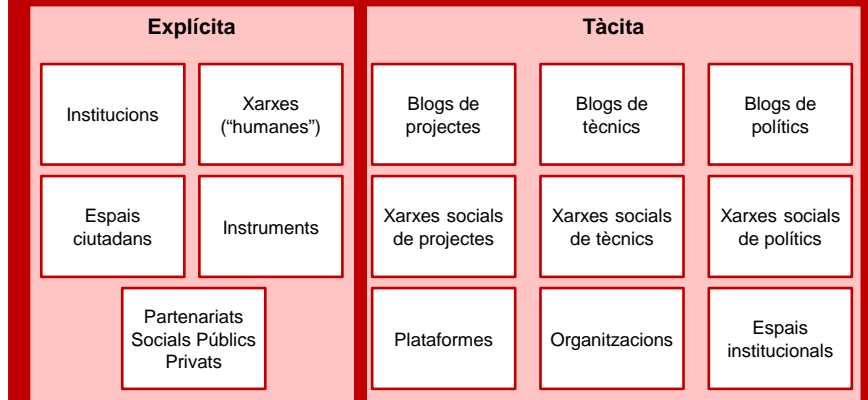 Explícita
Institucions
Xarxes
(“humanes”)
Espais
ciutadans
Instruments
Partenariats
Socials Públics
Privats
Tàcita
Blogs de
projectes
Blogs de
tècnics
Blogs de
polítics
Xarxes socials
de projectes
Xarxes socials
de tècnics
Xarxes socials
de polítics
Plataformes
Organitzacions
Espais
institucionals